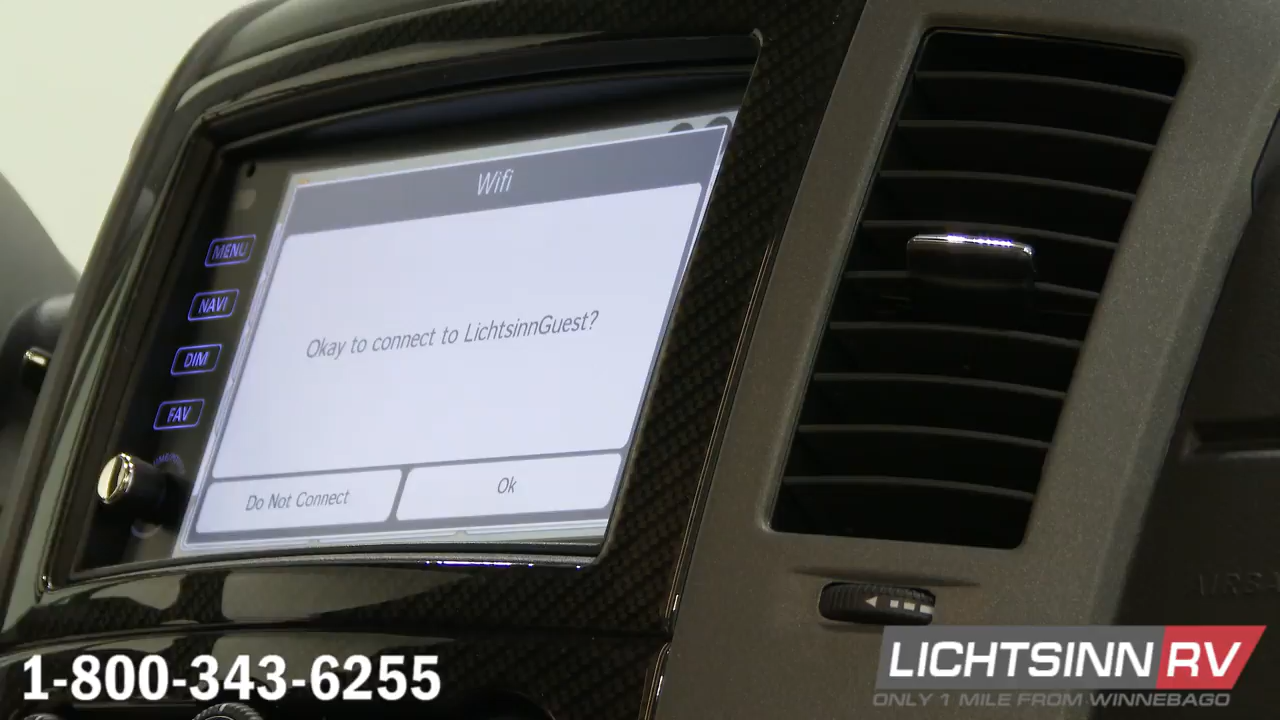 Wifi
MENU
NAVI
Okay to connect to LichtsinnGuest?
DIM
FAV
Do Not Connect
Ok
1-800-343-6255
LICHTSINN RV
ONLY 1 MILE FROM WINNEBAGO